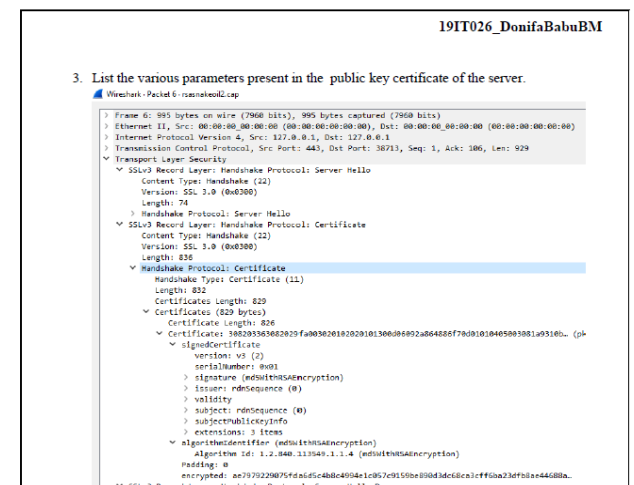 19IT026_DonifaBabuBM
3. List the various parameters present in the public key certificate of the server.
Wireshark - Packet 6 - rsasnakeoil2.cap
> Frame 6: 995 bytes on wire (7960 bits), 995 bytes captured (7960 bits)
> Ethernet II, Src: 00:00:00_00:00:00 (00:00:00:00:00:00), Dst: 00:00:00_00:00:00 (00:00:00:00:00:00)
> Internet Protocol Version 4, Src: 127.0.0.1, Dst: 127.0.0.1
> Transmission Control Protocol, Src Port: 443, Dst Port: 38713, Seq: 1, Ack: 106, Len: 929
Transport Layer Security
SSLv3 Record Layer: Handshake Protocol: Server Hello
Content Type: Handshake (22)
Version: SSL 3.0 (0x0300)
Length: 74
> Handshake Protocol: Server Hello
SSLv3 Record Layer: Handshake Protocol: Certificate
Content Type: Handshake (22)
Version: SSL 3.0 (0x0300)
Length: 836
Handshake Protocol: Certificate
Handshake Type: Certificate (11)
Length: 832
Certificates Length: 829
Certificates (829 bytes)
Certificate Length: 826
Certificate: 308203363082029fa003020102020101300d06092a864886f70d01010405003081a9310b… (pk
signedCertificate
version: v3 (2)
serialNumber: 0x01
> signature (md5WithRSAEncryption)
> issuer: rdnSequence (0)
> validity
> subject: rdnSequence (0)
> subjectPublicKeyInfo
> extensions: 3 items
algorithmIdentifier (md5WithRSAEncryption)
Algorithm Id: 1.2.840.113549.1.1.4 (md5WithRSAEncryption)
Padding: 0
encrypted: ae7979229075fda6d5c4b8c4994e1c057c9159be890d3dc68ca3cff6ba23dfb8ae44688a…